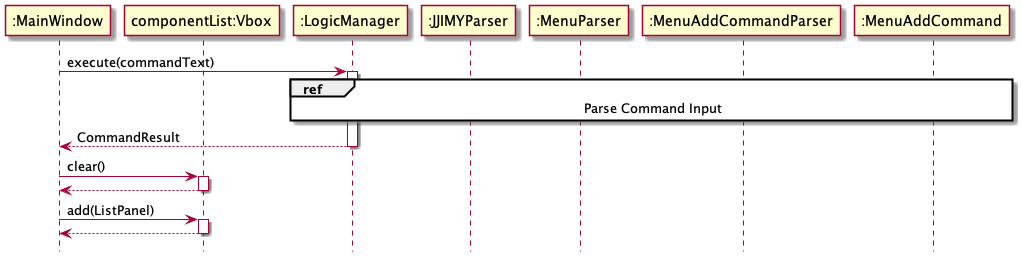 :MainWindow
componentList:Vbox
:LogicManager
:JJIMYParser
:MenuParser
:MenuAddCommandParser
:MenuAddCommand
execute(commandText)
ref
Parse Command Input
CommandResult
clear()
add(ListPanel)